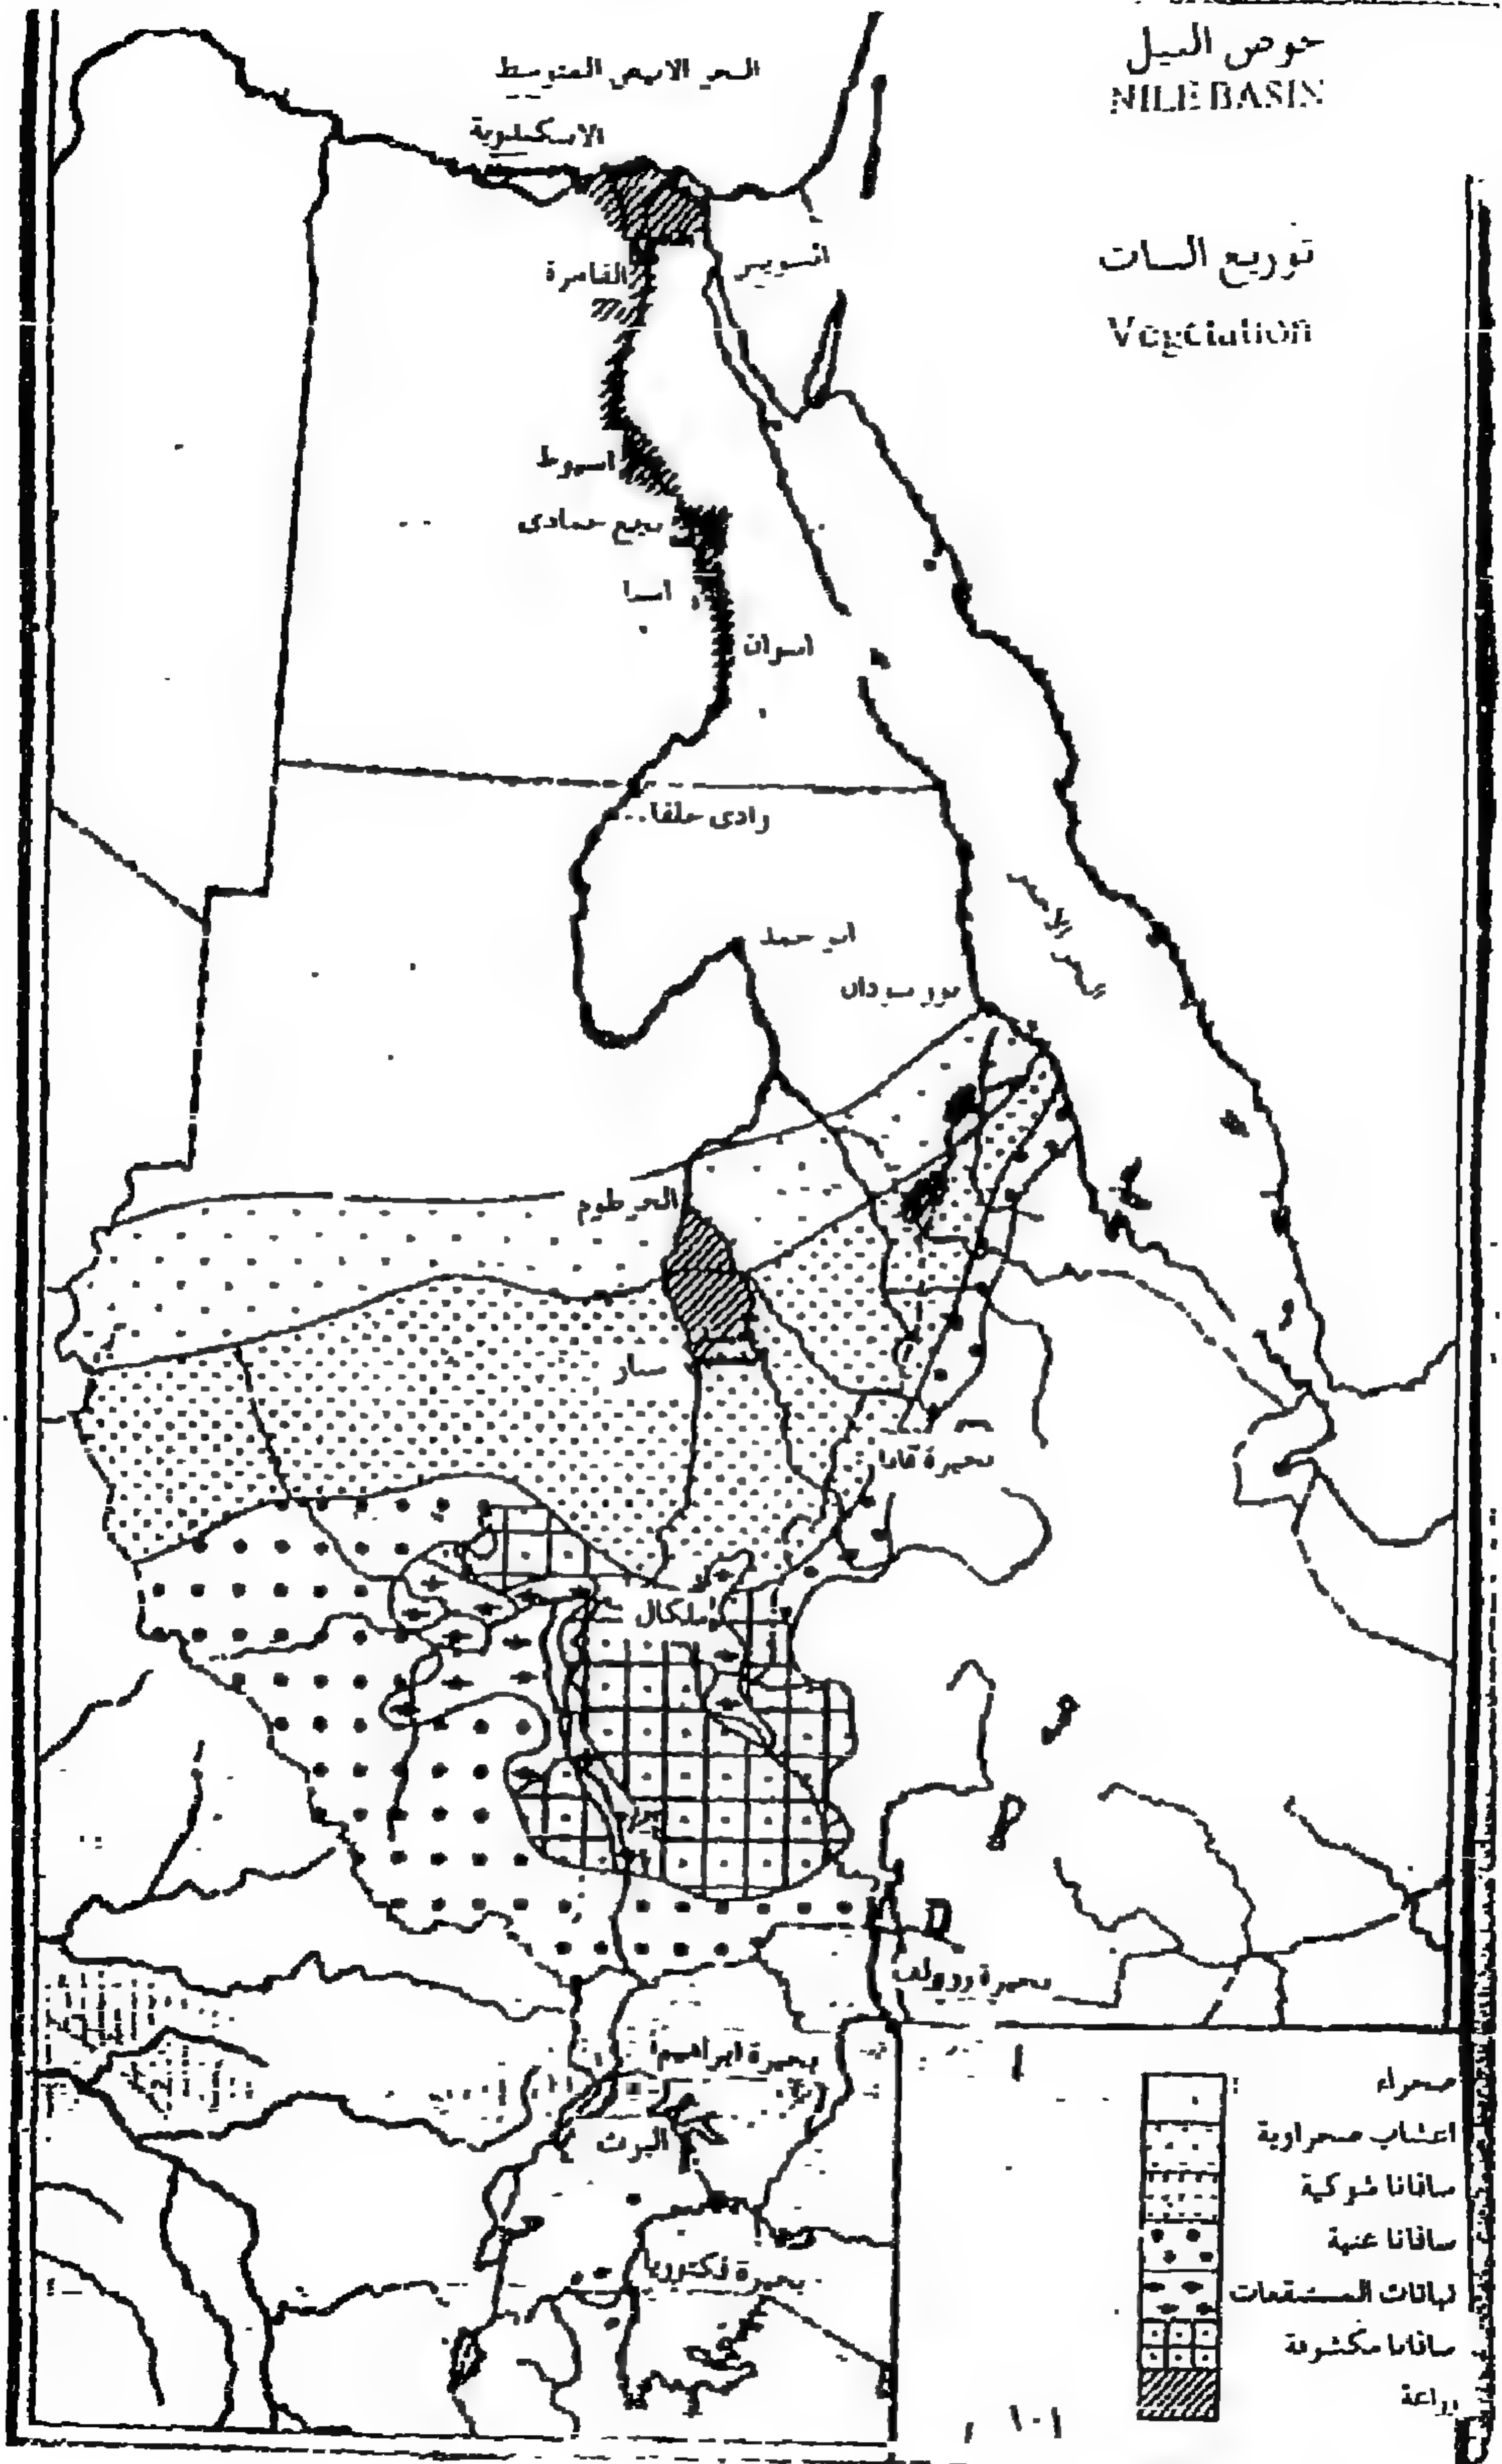 حوض النيل
NILE BASIN
توزيع النبات
Vegetation
البحر الابيض المتوسط
الاسكندرية
السويس
القاهرة
اسيوط
نجع حمادى
اسنا
اسوان
وادى حلفا
ابو حمد
بور سودان
الخرطوم
سنار
بحيرة تانا
ملكال
بحيرة رودولف
بحيرة ابراهيم
البرت
بحيرة فكتوريا
صحراء
اعشاب صحراوية
سافانا شوكية
سافانا غنية
نباتات المستنقعات
سافانا مكشوفة
زراعة
١٠١